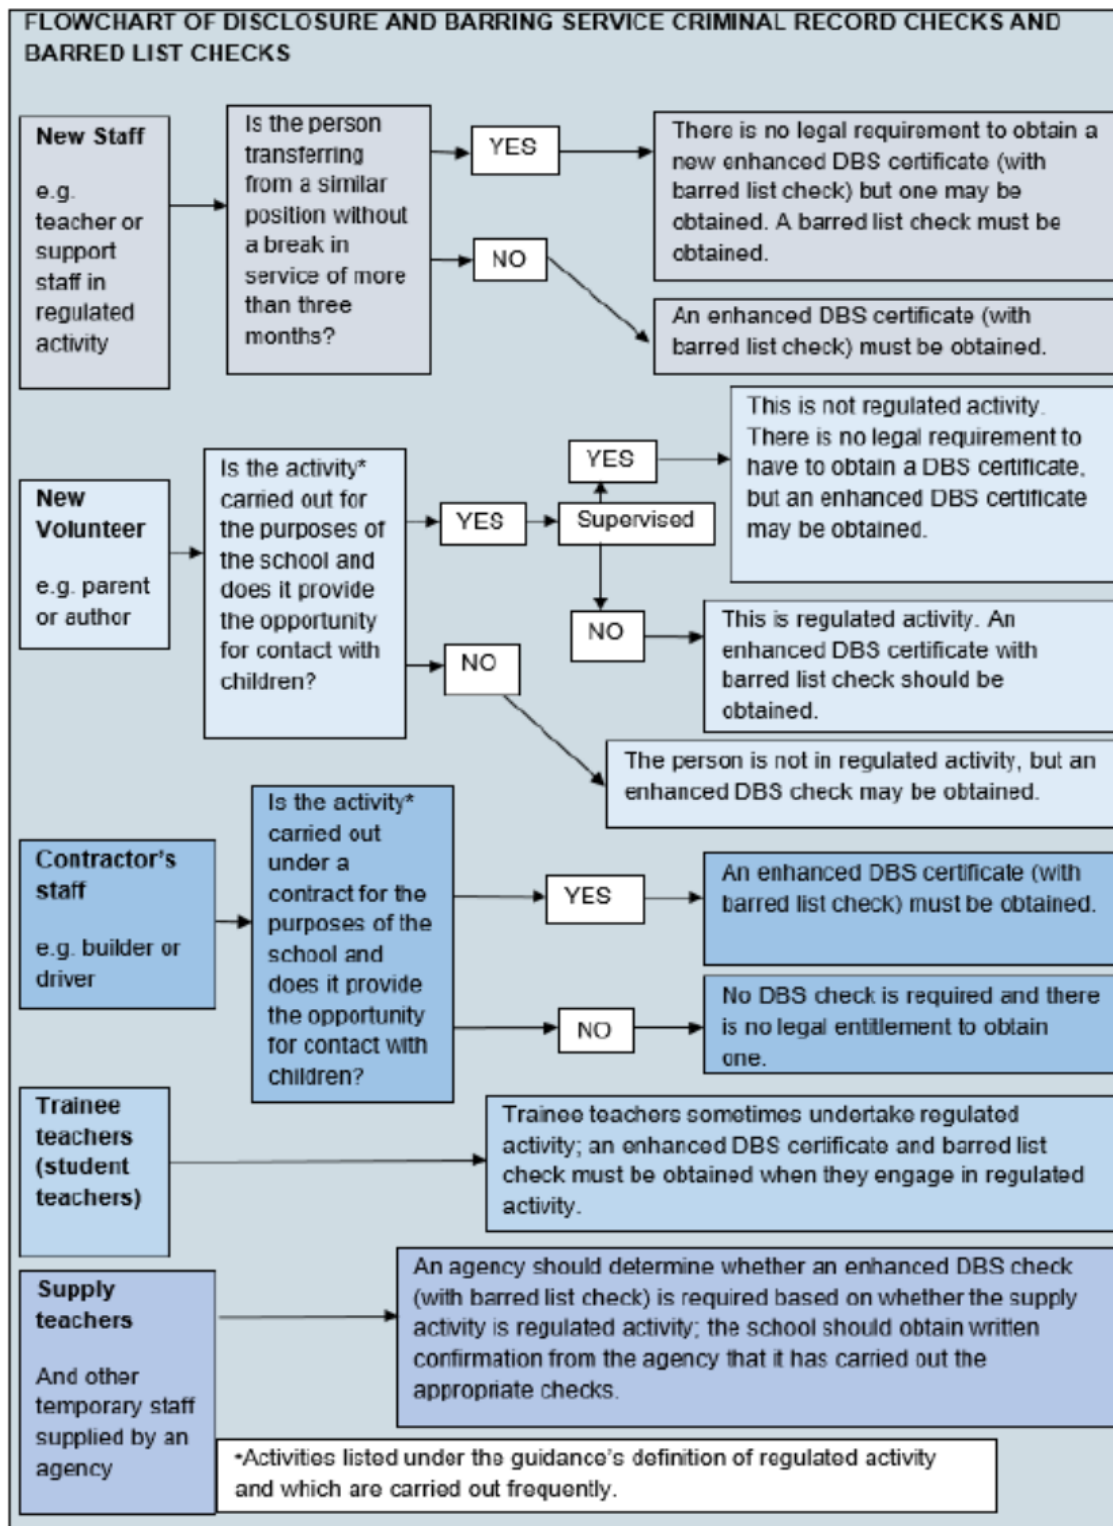 FLOWCHART OF DISCLOSURE AND BARRING SERVICE CRIMINAL RECORD CHECKS AND
BARRED LIST CHECKS
New Staff
e.g.
teacher or
support
staff in
regulated
activity
Is the person
transferring
from a similar
position without
a break in
service of more
than three
months?
YES
There is no legal requirement to obtain a
new enhanced DBS certificate (with
barred list check) but one may be
obtained. A barred list check must be
obtained.
NO
An enhanced DBS certificate (with
barred list check) must be obtained.
New
Volunteer
e.g. parent
or author
Is the activity*
carried out for
the purposes of
the school and
does it provide
the opportunity
for contact with
children?
YES
Supervised
YES
This is not regulated activity.
There is no legal requirement to
have to obtain a DBS certificate,
but an enhanced DBS certificate
may be obtained.
NO
This is regulated activity. An
enhanced DBS certificate with
barred list check should be
obtained.
NO
The person is not in regulated activity, but an
enhanced DBS check may be obtained.
Contractor's
staff
e.g. builder or
driver
Is the activity*
carried out
under a
contract for the
purposes of the
school and
does it provide
the opportunity
for contact with
children?
YES
An enhanced DBS certificate (with
barred list check) must be obtained.
NO
No DBS check is required and there
is no legal entitlement to obtain
one.
Trainee
teachers
(student
teachers)
Trainee teachers sometimes undertake regulated
activity; an enhanced DBS certificate and barred list
check must be obtained when they engage in regulated
activity.
Supply
teachers
And other
temporary staff
supplied by an
agency
An agency should determine whether an enhanced DBS check
(with barred list check) is required based on whether the supply
activity is regulated activity; the school should obtain written
confirmation from the agency that it has carried out the
appropriate checks.
*Activities listed under the guidance's definition of regulated activity
and which are carried out frequently.